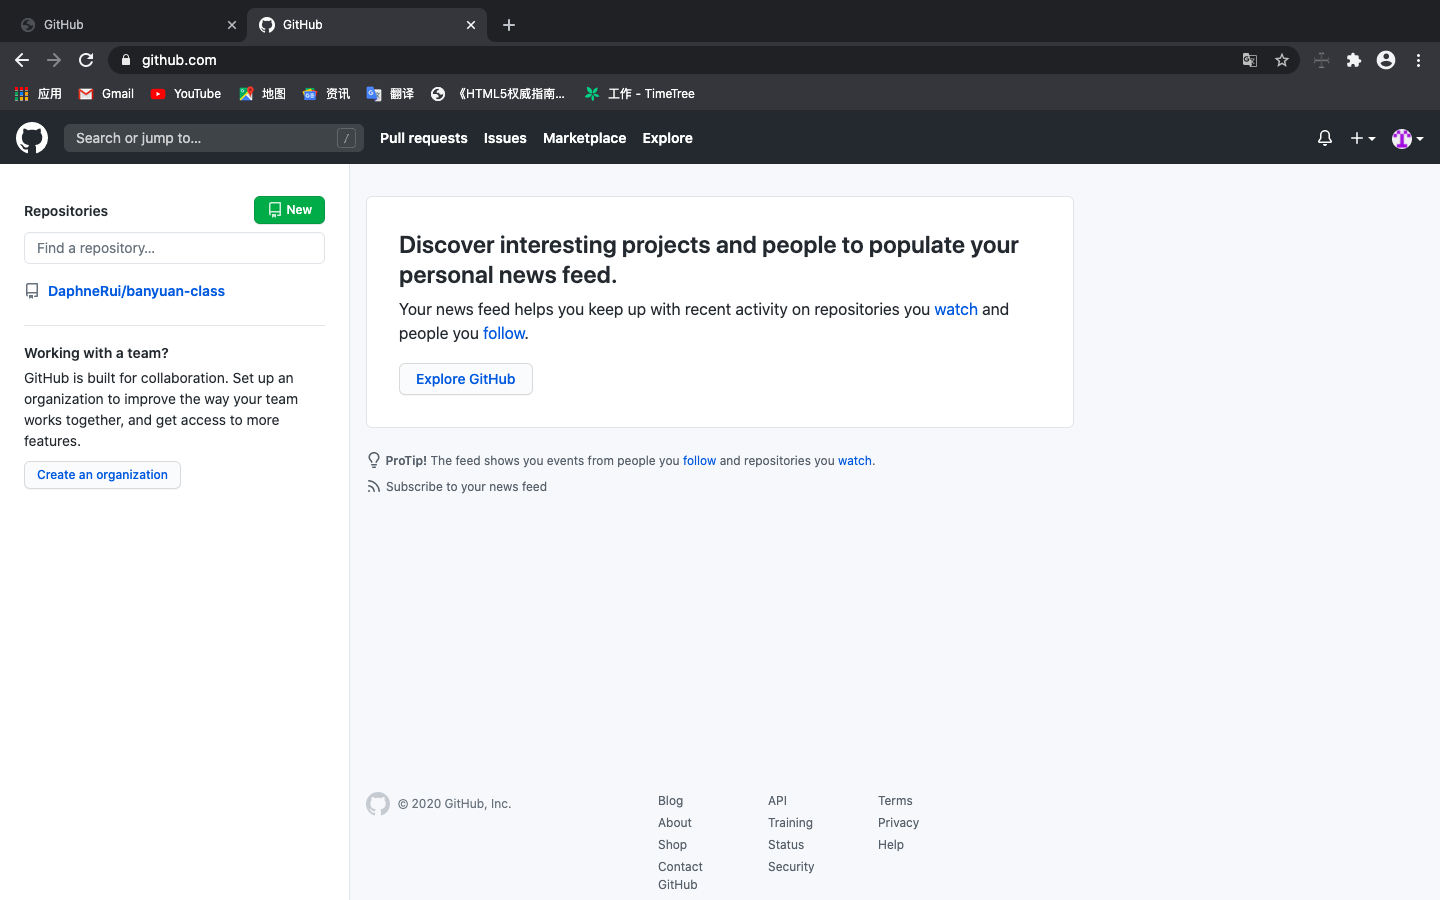 GitHub
GitHub
github.com
应用 Gmail YouTube 地图 资讯 翻译 《HTML5权威指南... 工作 - TimeTree
Search or jump to... /
Pull requests Issues Marketplace Explore
Repositories
New
Find a repository...
DaphneRui/banyuan-class
Working with a team?
GitHub is built for collaboration. Set up an
organization to improve the way your team
works together, and get access to more
features.
Create an organization
Discover interesting projects and people to populate your
personal news feed.
Your news feed helps you keep up with recent activity on repositories you watch and
people you follow.
Explore GitHub
ProTip! The feed shows you events from people you follow and repositories you watch.
Subscribe to your news feed
© 2020 GitHub, Inc.
Blog
About
Shop
Contact
GitHub
API
Training
Status
Security
Terms
Privacy
Help